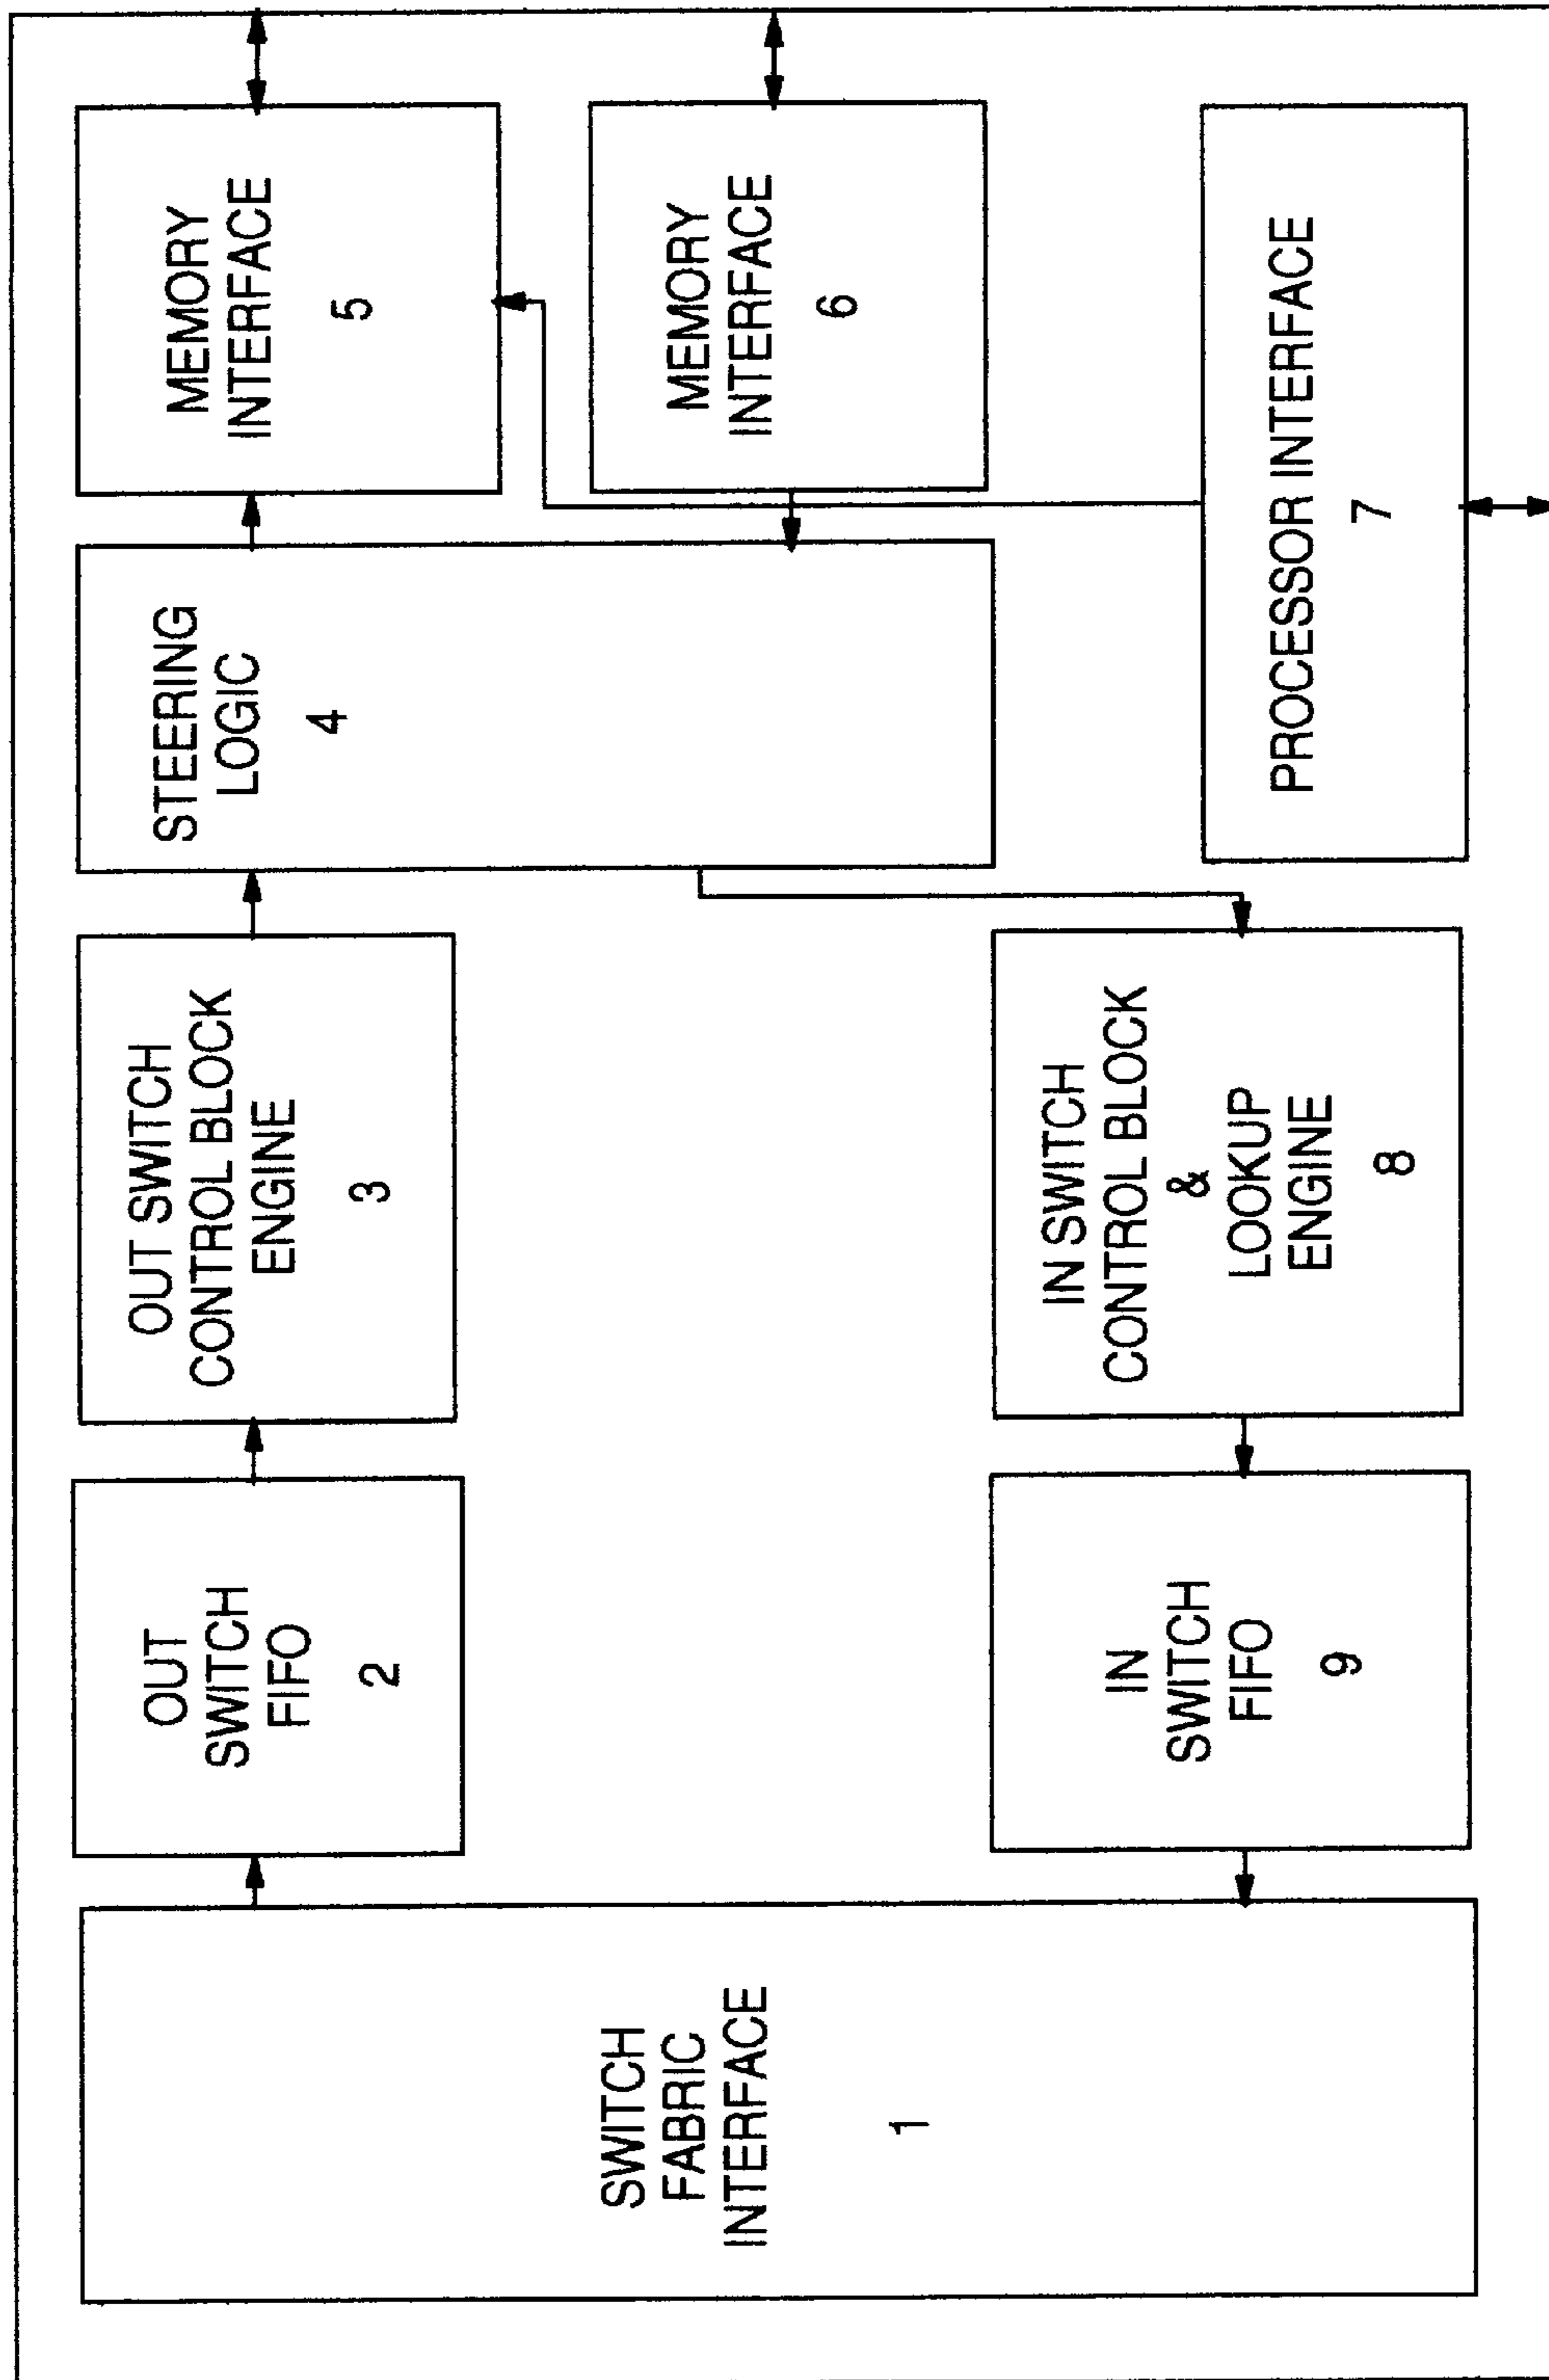 SWITCH
FABRIC
INTERFACE
1
OUT
SWITCH
FIFO
2
OUT SWITCH
CONTROL BLOCK
ENGINE
3
STEERING
LOGIC
4
MEMORY
INTERFACE
5
MEMORY
INTERFACE
6
PROCESSOR INTERFACE
7
IN SWITCH
CONTROL BLOCK
&
LOOKUP
ENGINE
8
IN
SWITCH
FIFO
9